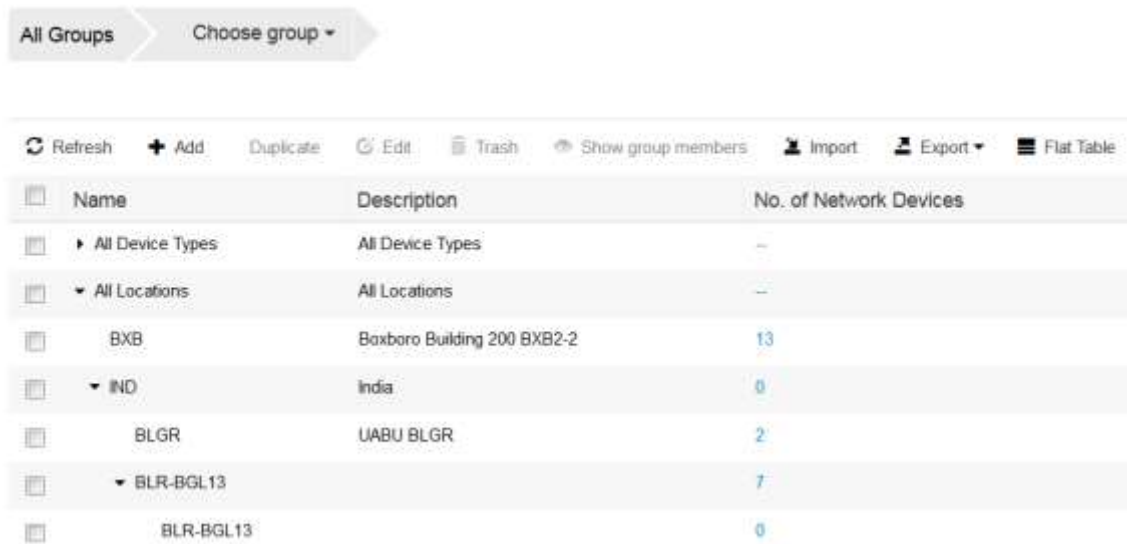 All Groups Choose group
Refresh Add Duplicate Edit Trash Show group members Import Export Flat Table
Name Description No. of Network Devices
All Device Types All Device Types --
All Locations All Locations --
BXB Boxboro Building 200 BXB2-2 13
IND India 0
BLGR UABU BLGR 2
BLR-BGL13 7
BLR-BGL13 0